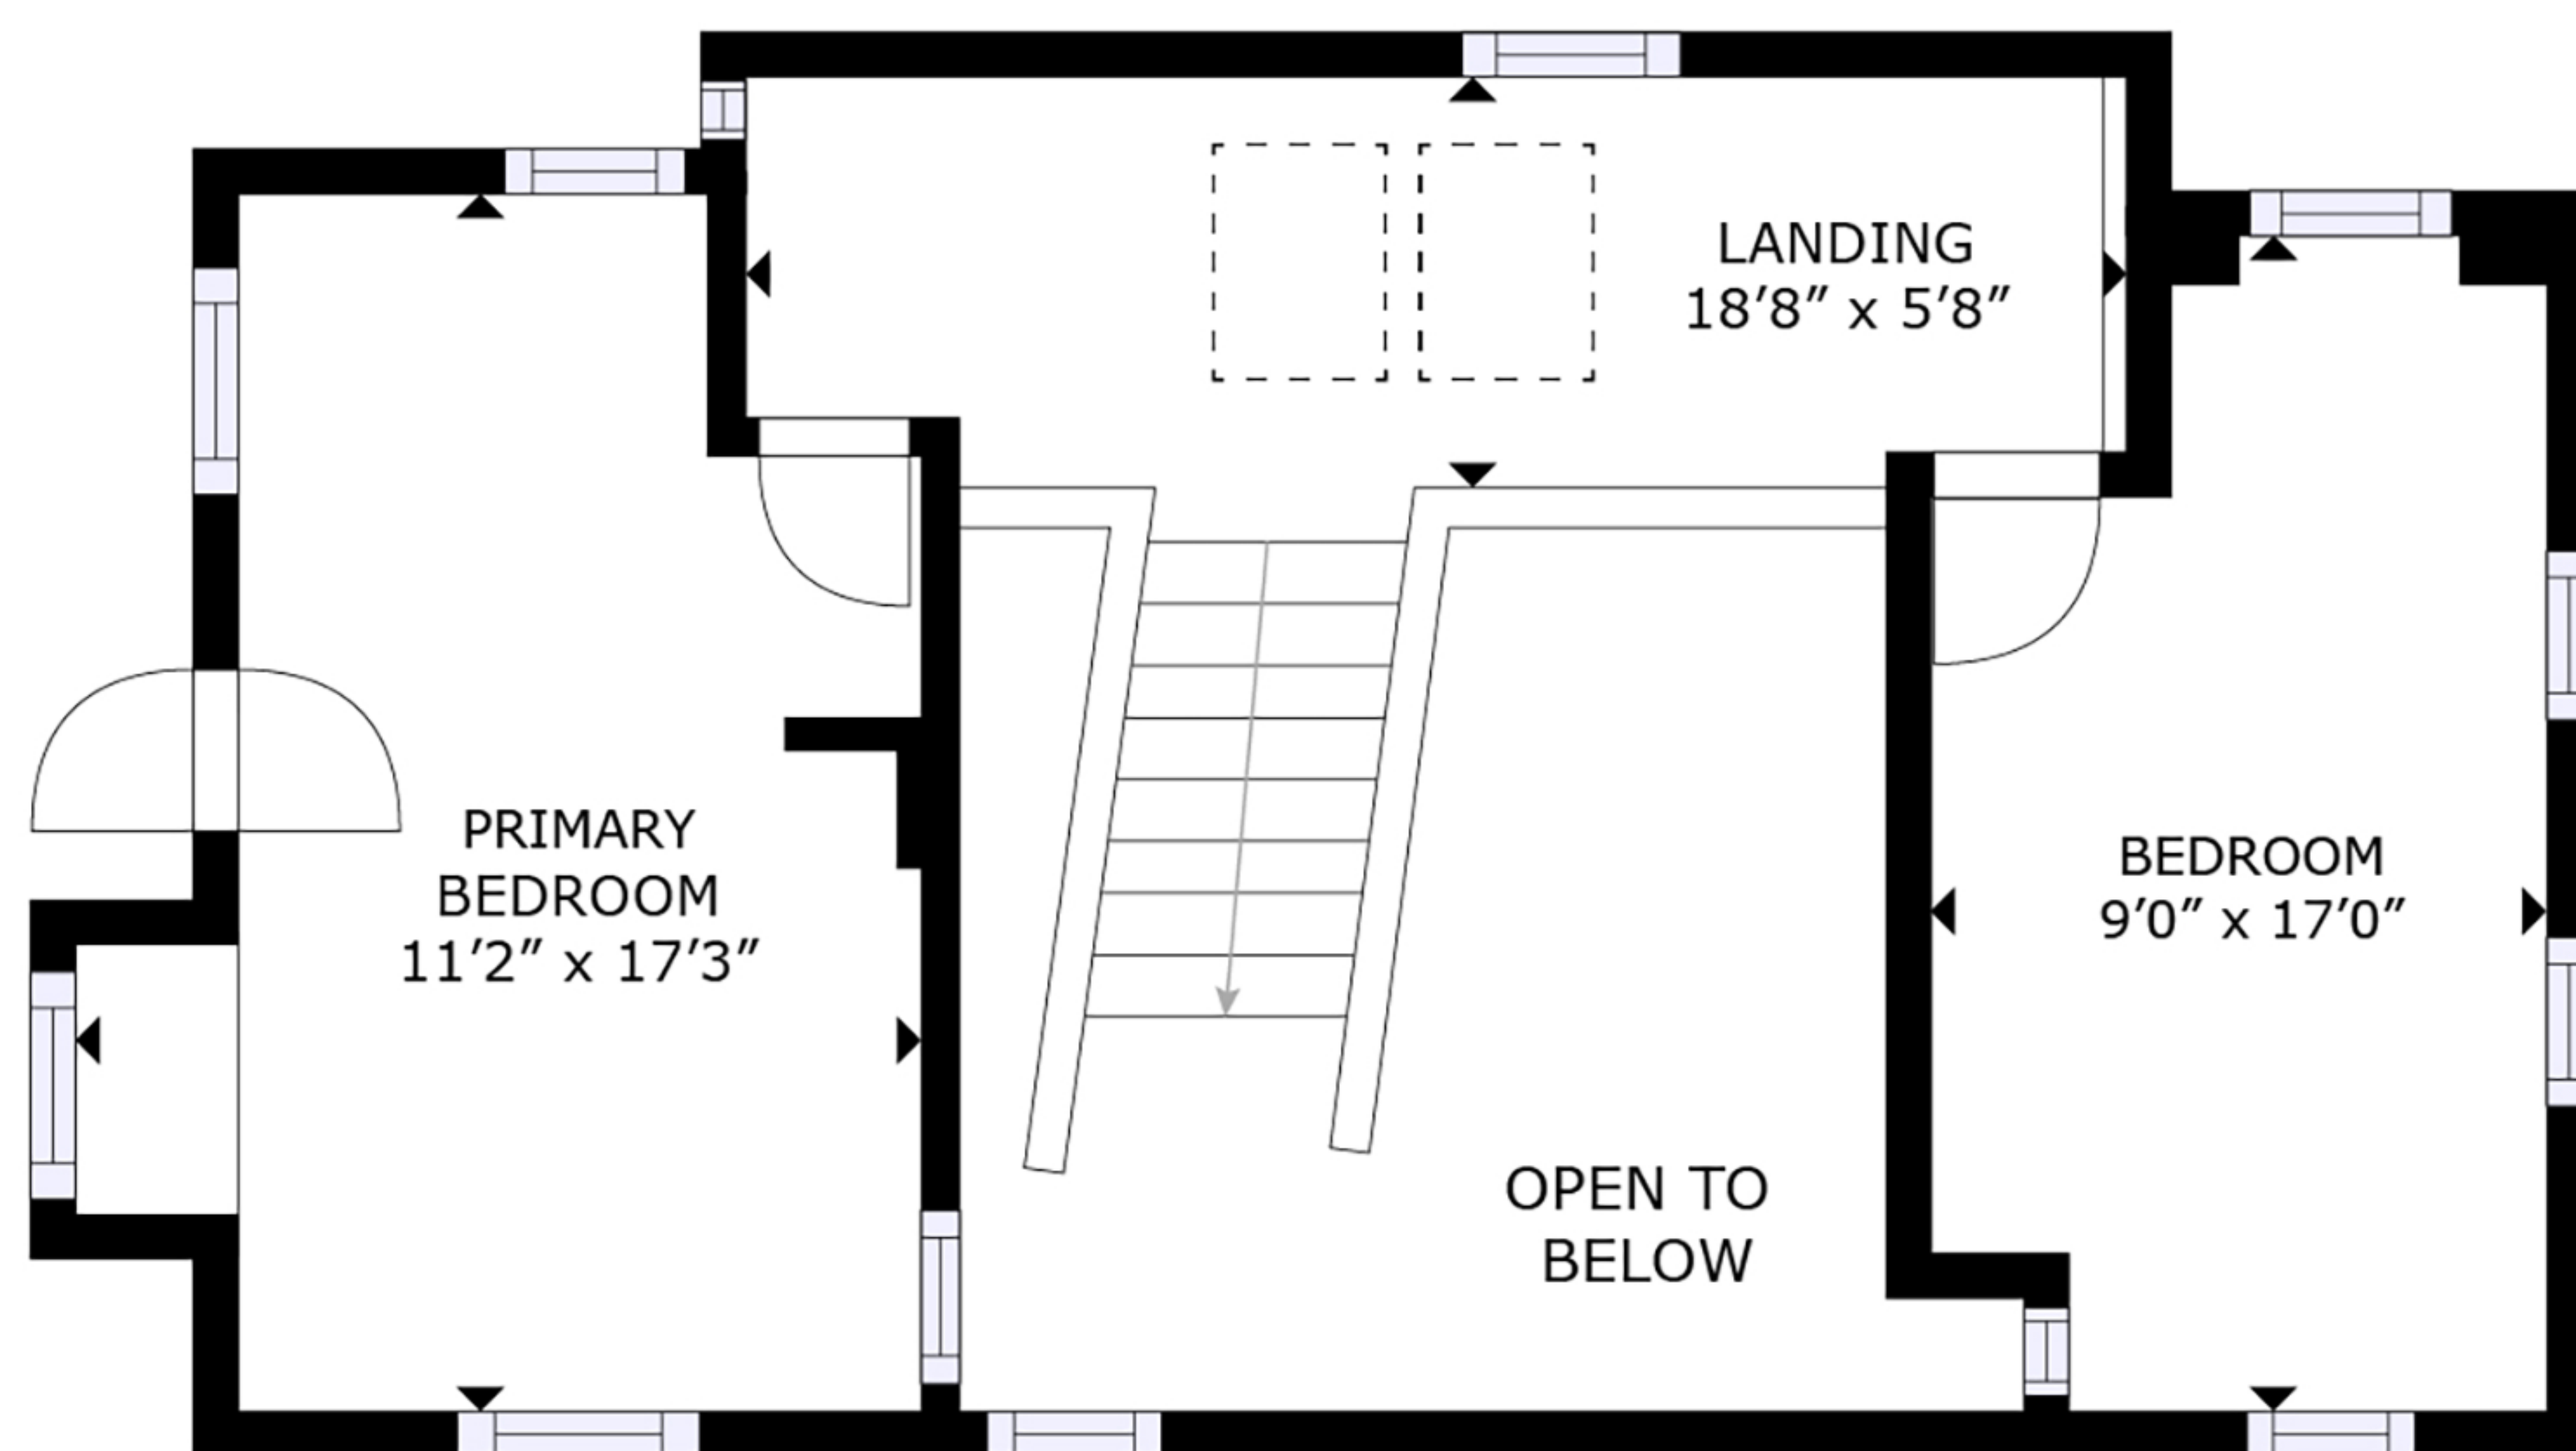 LANDING
18′8″ x 5′8″
PRIMARY
BEDROOM
11′2″ x 17′3″
BEDROOM
9′0″ x 17′0″
OPEN TO
BELOW